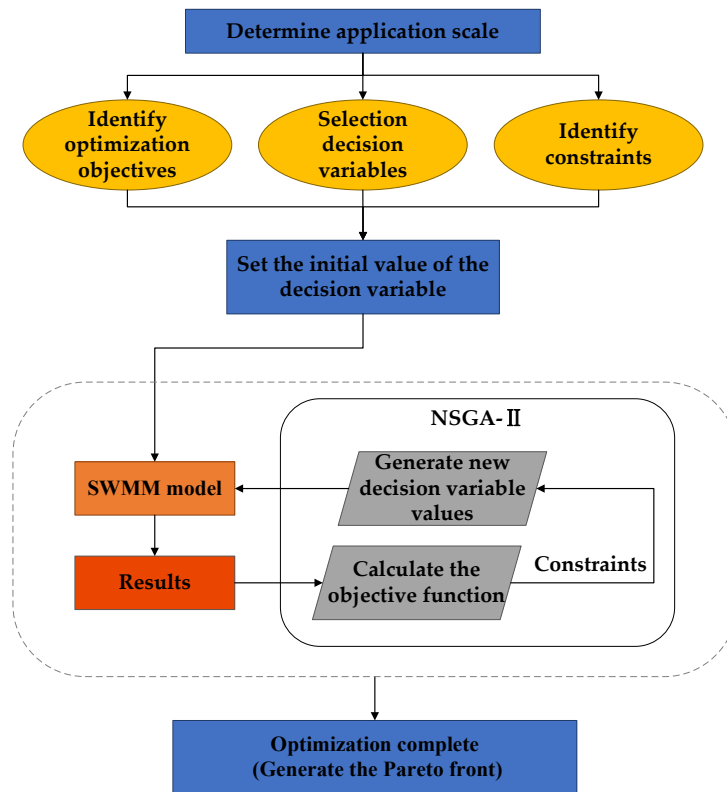 Determine application scale
Identify
optimization
objectives
Selection
decision
variables
Identify
constraints
Set the initial value of the
decision variable
NSGA-Ⅱ
Generate new
decision variable
values
SWMM model
Calculate the
objective function
Constraints
Results
Optimization complete
(Generate the Pareto front)